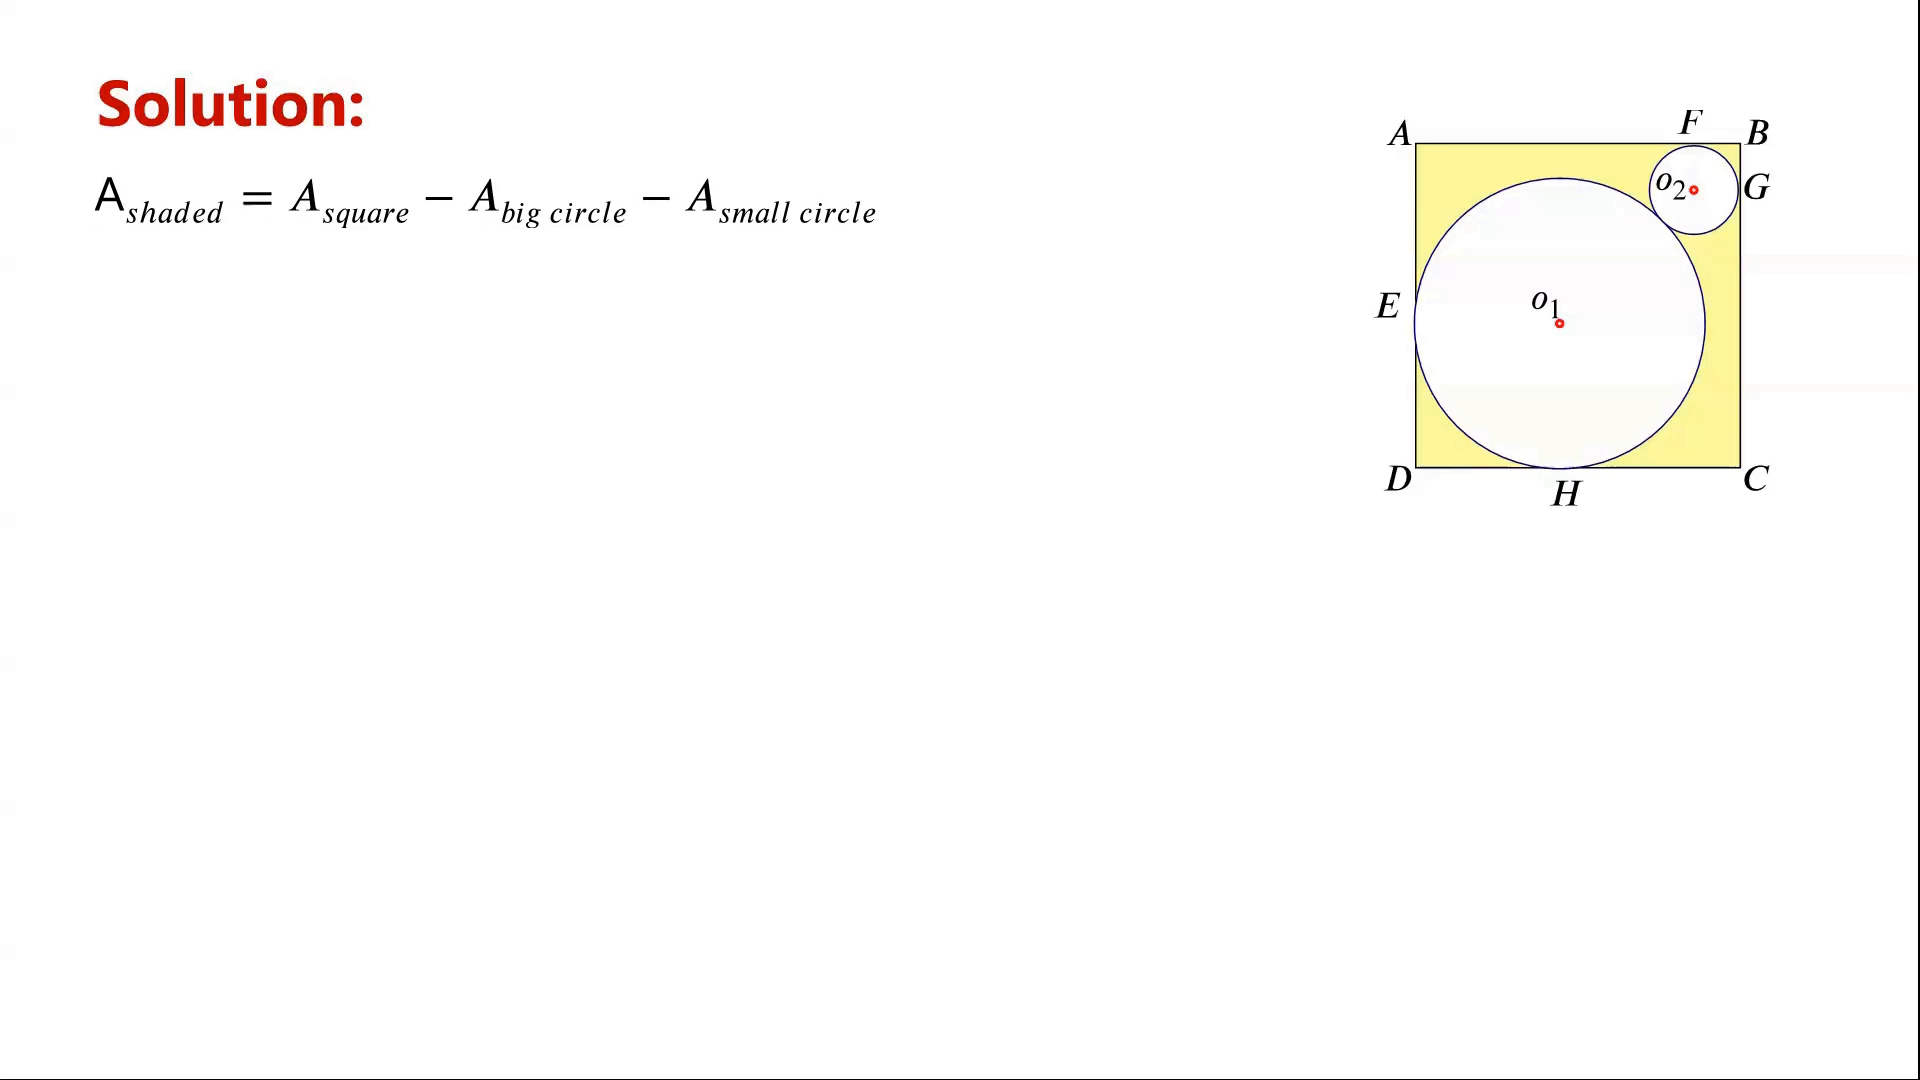 Solution:
A_shaded = A_square − A_big circle − A_small circle
A
F
B
o₂
G
E
o₁
D
H
C